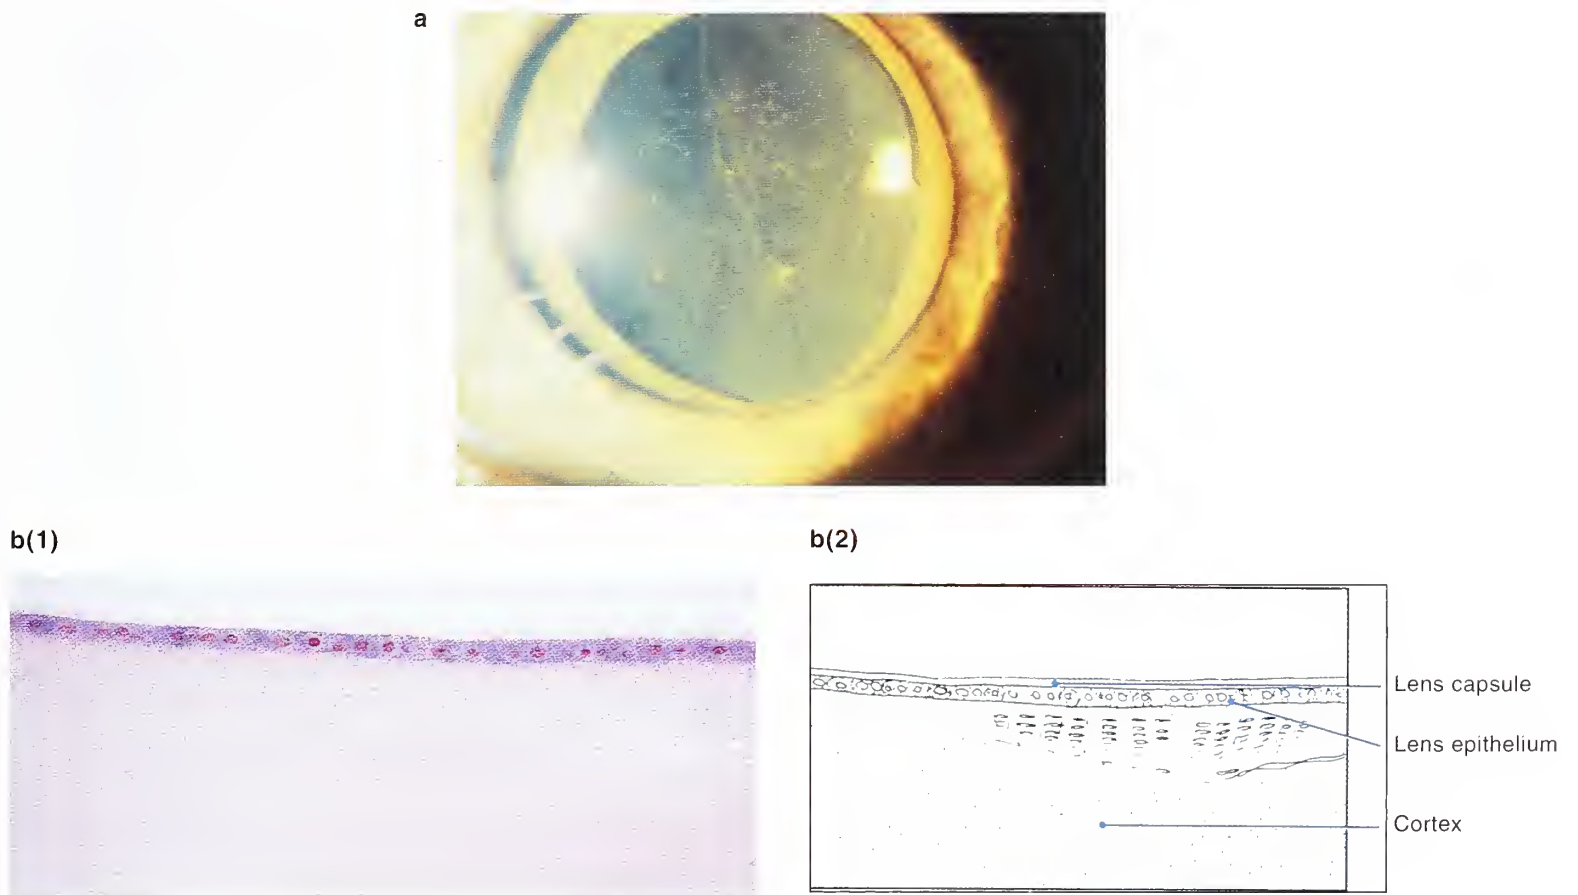 a
b(1)
b(2)
Lens capsule
Lens epithelium
Cortex